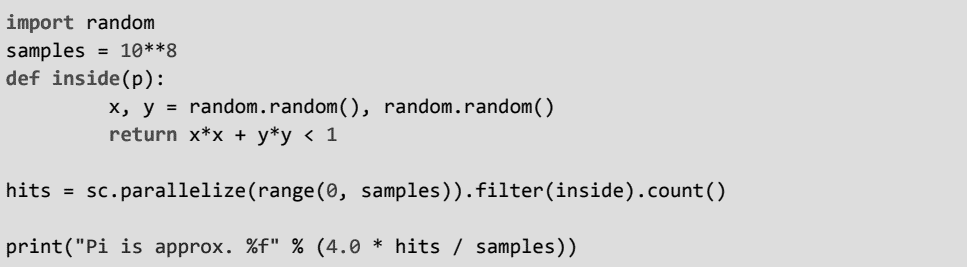 import random
samples = 10**8
def inside(p):
        x, y = random.random(), random.random()
        return x*x + y*y < 1
hits = sc.parallelize(range(0, samples)).filter(inside).count()
print("Pi is approx. %f" % (4.0 * hits / samples))